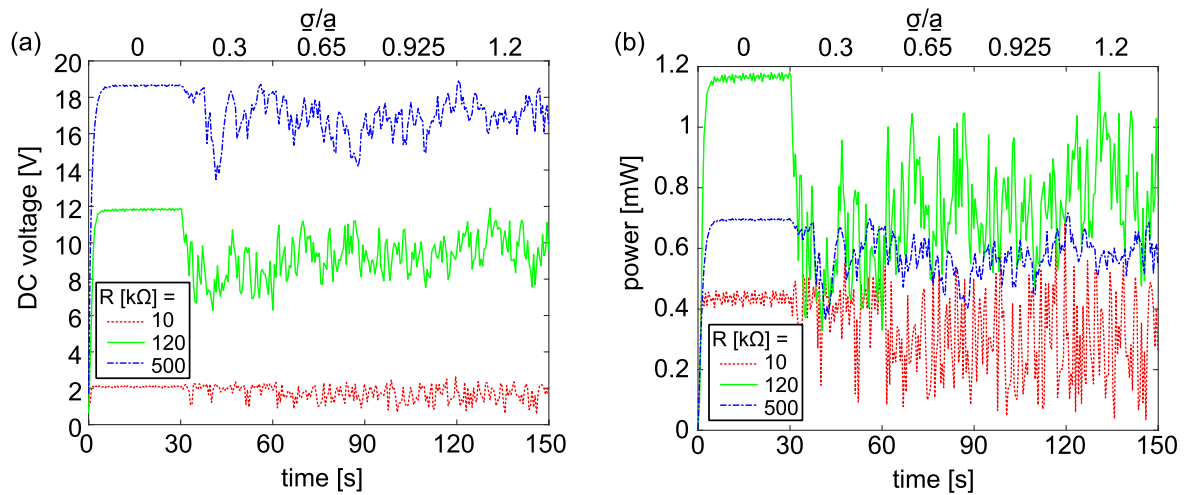 σ/a
(a) 0 0.3 0.65 0.925 1.2
20
18
16
14
12
10
8
6
4
2
0
DC voltage [V]
R [kΩ] =
10
120
500
0 30 60 90 120 150
time [s]
σ/a
(b) 0 0.3 0.65 0.925 1.2
1.2
1
0.8
0.6
0.4
0.2
0
power [mW]
R [kΩ] =
10
120
500
0 30 60 90 120 150
time [s]